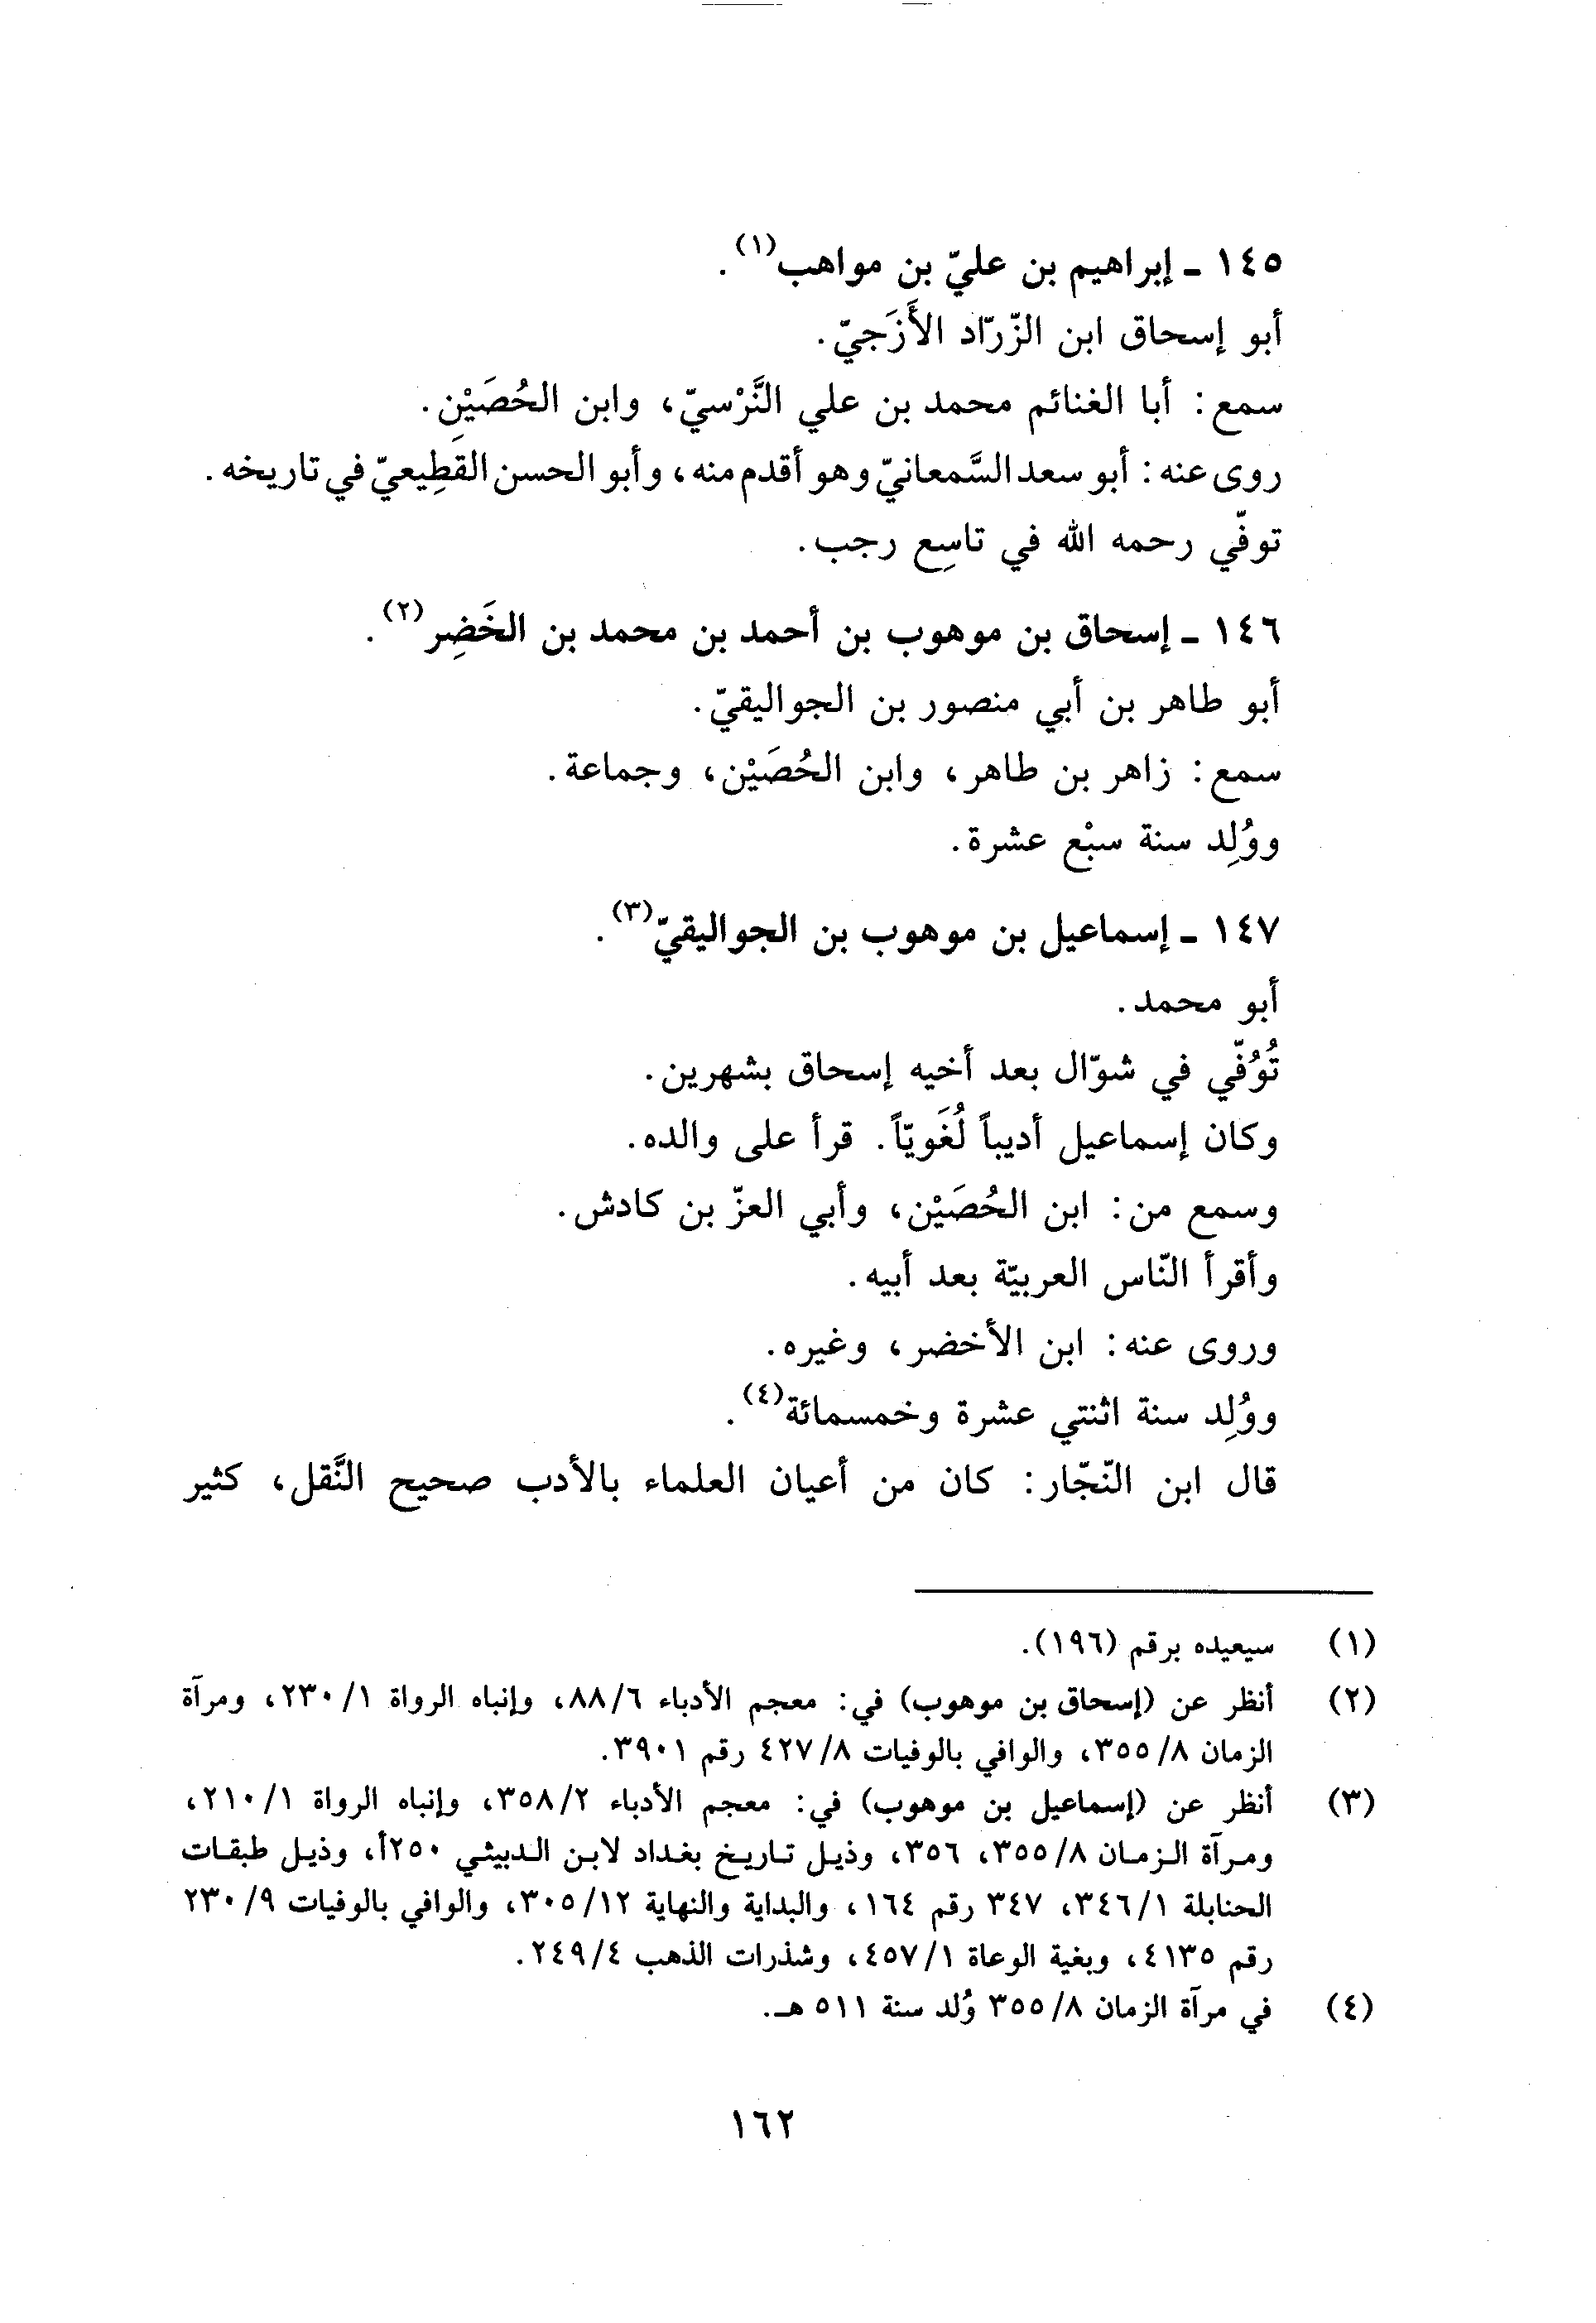 ١٤٥ ـ إبراهيم بن عليّ بن مواهب(١).
أبو إسحاق ابن الزّرّاد الأَزَجيّ.
سمع: أبا الغنائم محمد بن علي النَّرْسيّ، وابن الحُصَيْنِ.
روى عنه: أبو سعد السَّمعانيّ وهو أقدم منه، وأبو الحسن القَطِيعيّ في تاريخه.
توفّي رحمه الله في تاسِع رجب.
١٤٦ ـ إسحاق بن موهوب بن أحمد بن محمد بن الخَضِر(٢).
أبو طاهر بن أبي منصور بن الجواليقيّ.
سمع: زاهر بن طاهر، وابن الحُصَيْن، وجماعة.
ووُلِد سنة سبْع عشرة.
١٤٧ ـ إسماعيل بن موهوب بن الجواليقيّ(٣).
أبو محمد.
تُوُفّي في شوّال بعد أخيه إسحاق بشهرين.
وكان إسماعيل أديباً لُغَويّاً. قرأ على والده.
وسمع من: ابن الحُصَيْن، وأبي العزّ بن كادش.
وأقرأ النّاس العربيّة بعد أبيه.
وروى عنه: ابن الأخضر، وغيره.
ووُلِد سنة اثنتي عشرة وخمسمائة(٤).
قال ابن النّجّار: كان من أعيان العلماء بالأدب صحيح النَّقل، كثير
(١) سيعيده برقم (١٩٦).
(٢) أنظر عن (إسحاق بن موهوب) في: معجم الأدباء ٨٨/٦، وإنباه الرواة ٢٣٠/١، ومرآة
الزمان ٣٥٥/٨، والوافي بالوفيات ٤٢٧/٨ رقم ٣٩٠١.
(٣) أنظر عن (إسماعيل بن موهوب) في: معجم الأدباء ٣٥٨/٢، وإنباه الرواة ٢١٠/١،
ومرآة الزمان ٣٥٥/٨، ٣٥٦، وذيل تاريخ بغداد لابن الدبيثي ٢٥٠أ، وذيل طبقات
الحنابلة ٣٤٦/١، ٣٤٧ رقم ١٦٤، والبداية والنهاية ٣٠٥/١٢، والوافي بالوفيات ٢٣٠/٩
رقم ٤١٣٥، وبغية الوعاة ٤٥٧/١، وشذرات الذهب ٢٤٩/٤.
(٤) في مرآة الزمان ٣٥٥/٨ وُلد سنة ٥١١ هـ.
١٦٢